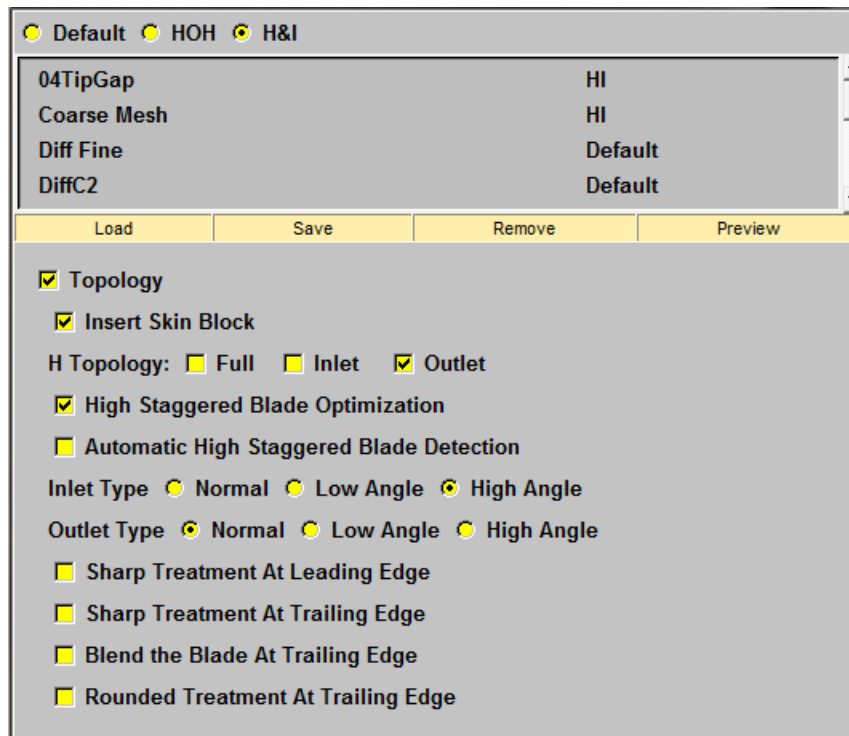 Default HOH H&I
04TipGap HI
Coarse Mesh HI
Diff Fine Default
DiffC2 Default
Load Save Remove Preview
Topology
Insert Skin Block
H Topology: Full Inlet Outlet
High Staggered Blade Optimization
Automatic High Staggered Blade Detection
Inlet Type Normal Low Angle High Angle
Outlet Type Normal Low Angle High Angle
Sharp Treatment At Leading Edge
Sharp Treatment At Trailing Edge
Blend the Blade At Trailing Edge
Rounded Treatment At Trailing Edge